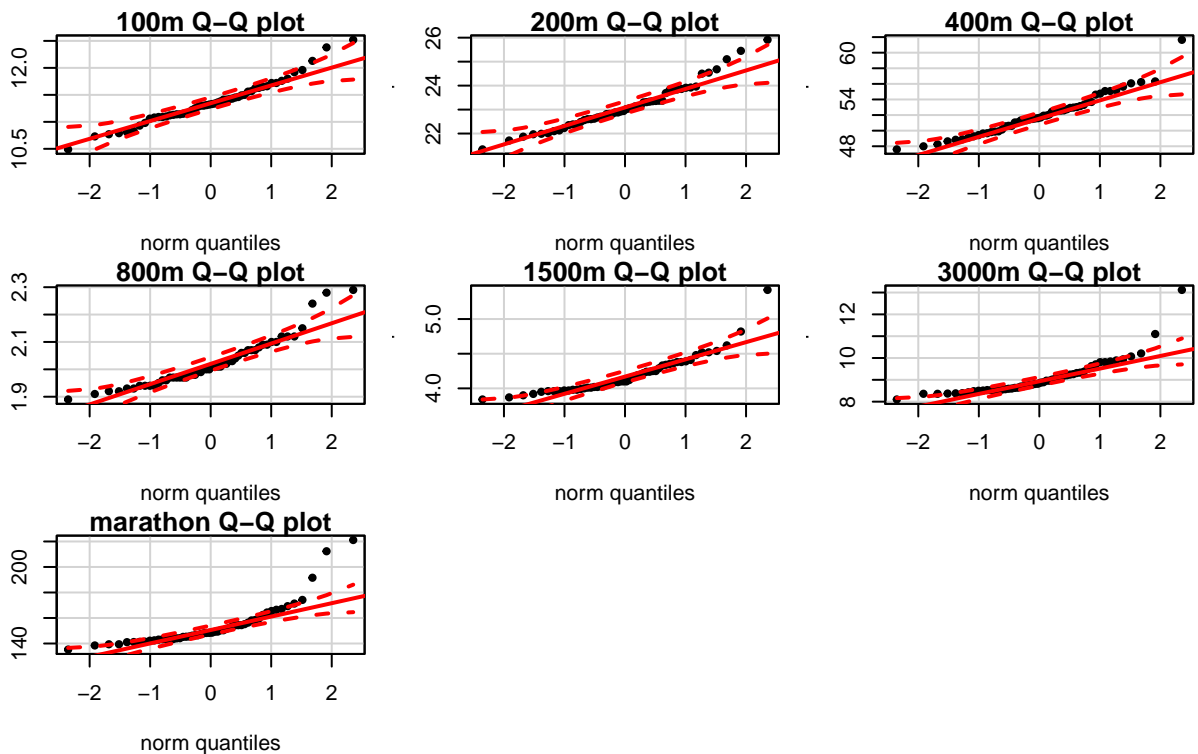 100m Q−Q plot
12.0
10.5
−2 −1 0 1 2
norm quantiles
200m Q−Q plot
26
24
22
−2 −1 0 1 2
norm quantiles
400m Q−Q plot
60
54
48
−2 −1 0 1 2
norm quantiles
800m Q−Q plot
2.3
2.1
1.9
−2 −1 0 1 2
norm quantiles
1500m Q−Q plot
5.0
4.0
−2 −1 0 1 2
norm quantiles
3000m Q−Q plot
12
10
8
−2 −1 0 1 2
norm quantiles
marathon Q−Q plot
200
140
−2 −1 0 1 2
norm quantiles